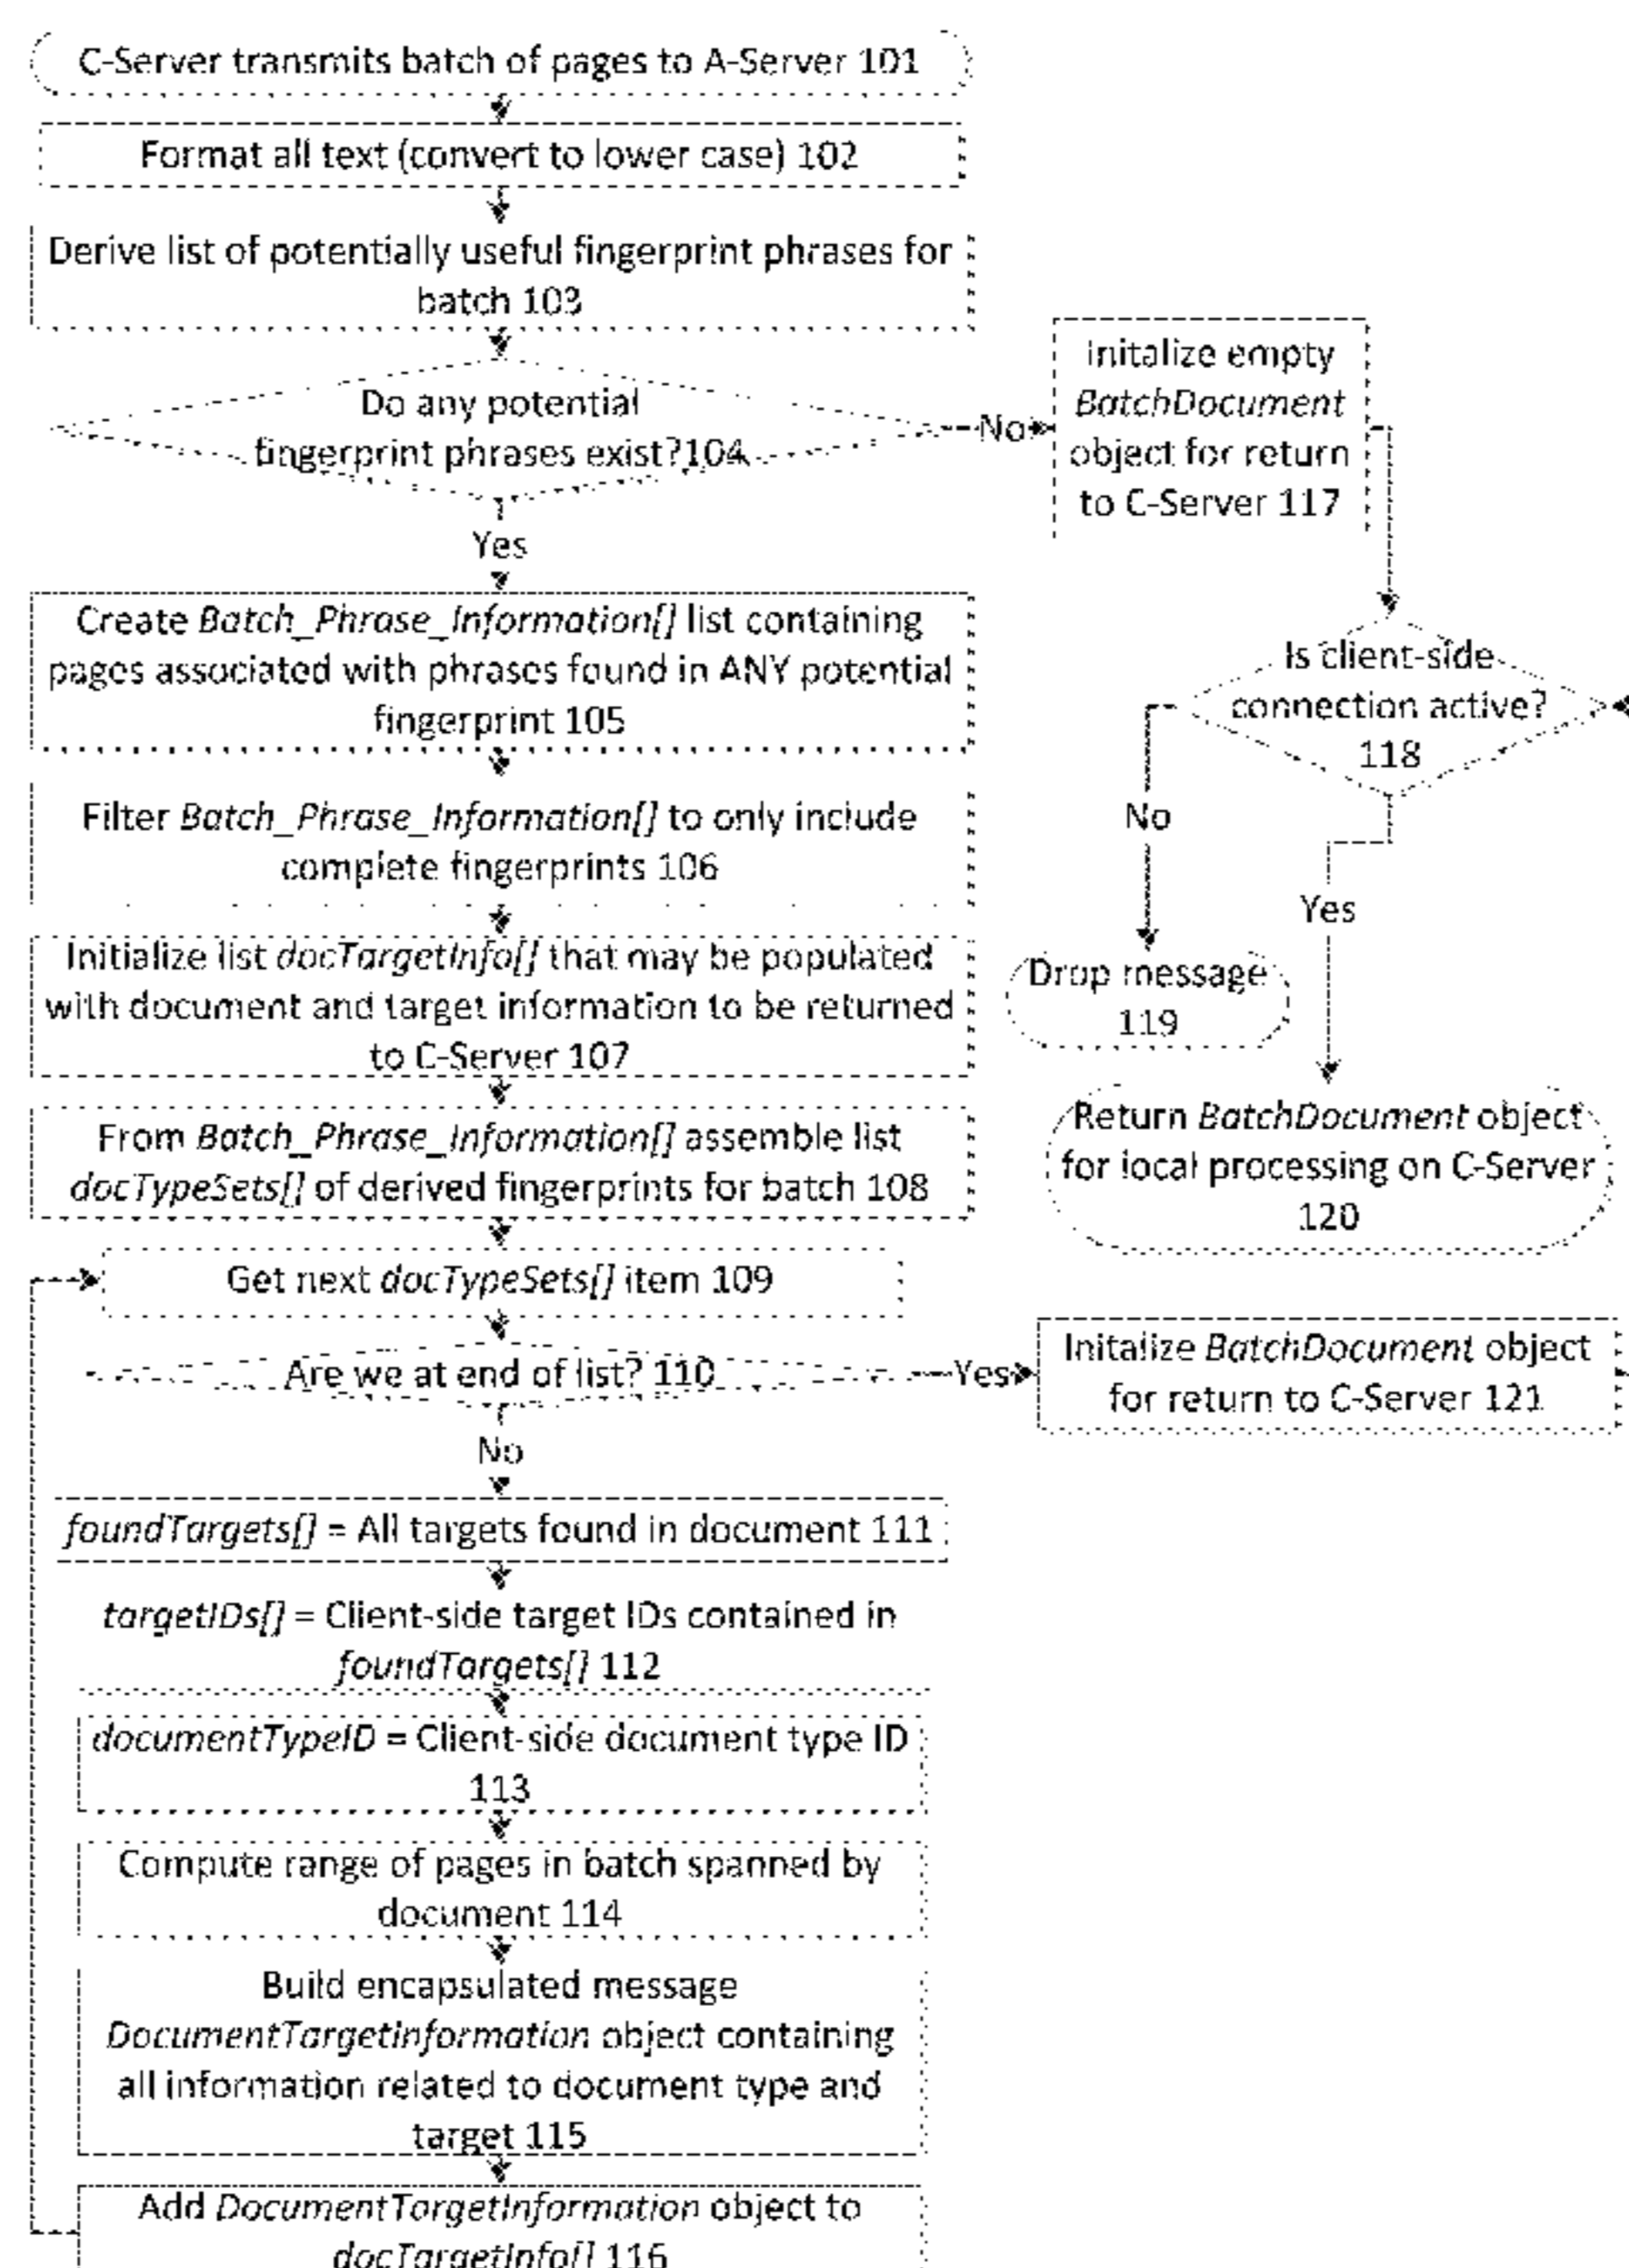 C-Server transmits batch of pages to A-Server 101
Format all text (convert to lower case) 102
Derive list of potentially useful fingerprint phrases for
batch 103
Do any potential
fingerprint phrases exist?104
No
Initalize empty
BatchDocument
object for return
to C-Server 117
Yes
Create Batch_Phrase_Information[] list containing
pages associated with phrases found in ANY potential
fingerprint 105
Is client-side
connection active?
118
No
Yes
Filter Batch_Phrase_Information[] to only include
complete fingerprints 106
Initialize list docTargetInfo[] that may be populated
with document and target information to be returned
to C-Server 107
Drop message
119
From Batch_Phrase_Information[] assemble list
docTypeSets[] of derived fingerprints for batch 108
Return BatchDocument object
for local processing on C-Server
120
Get next docTypeSets[] item 109
Are we at end of list? 110
Yes
Initalize BatchDocument object
for return to C-Server 121
No
foundTargets[] = All targets found in document 111
targetIDs[] = Client-side target IDs contained in
foundTargets[] 112
documentTypeID = Client-side document type ID
113
Compute range of pages in batch spanned by
document 114
Build encapsulated message
DocumentTargetInformation object containing
all information related to document type and
target 115
Add DocumentTargetInformation object to
docTargetInfo[] 116